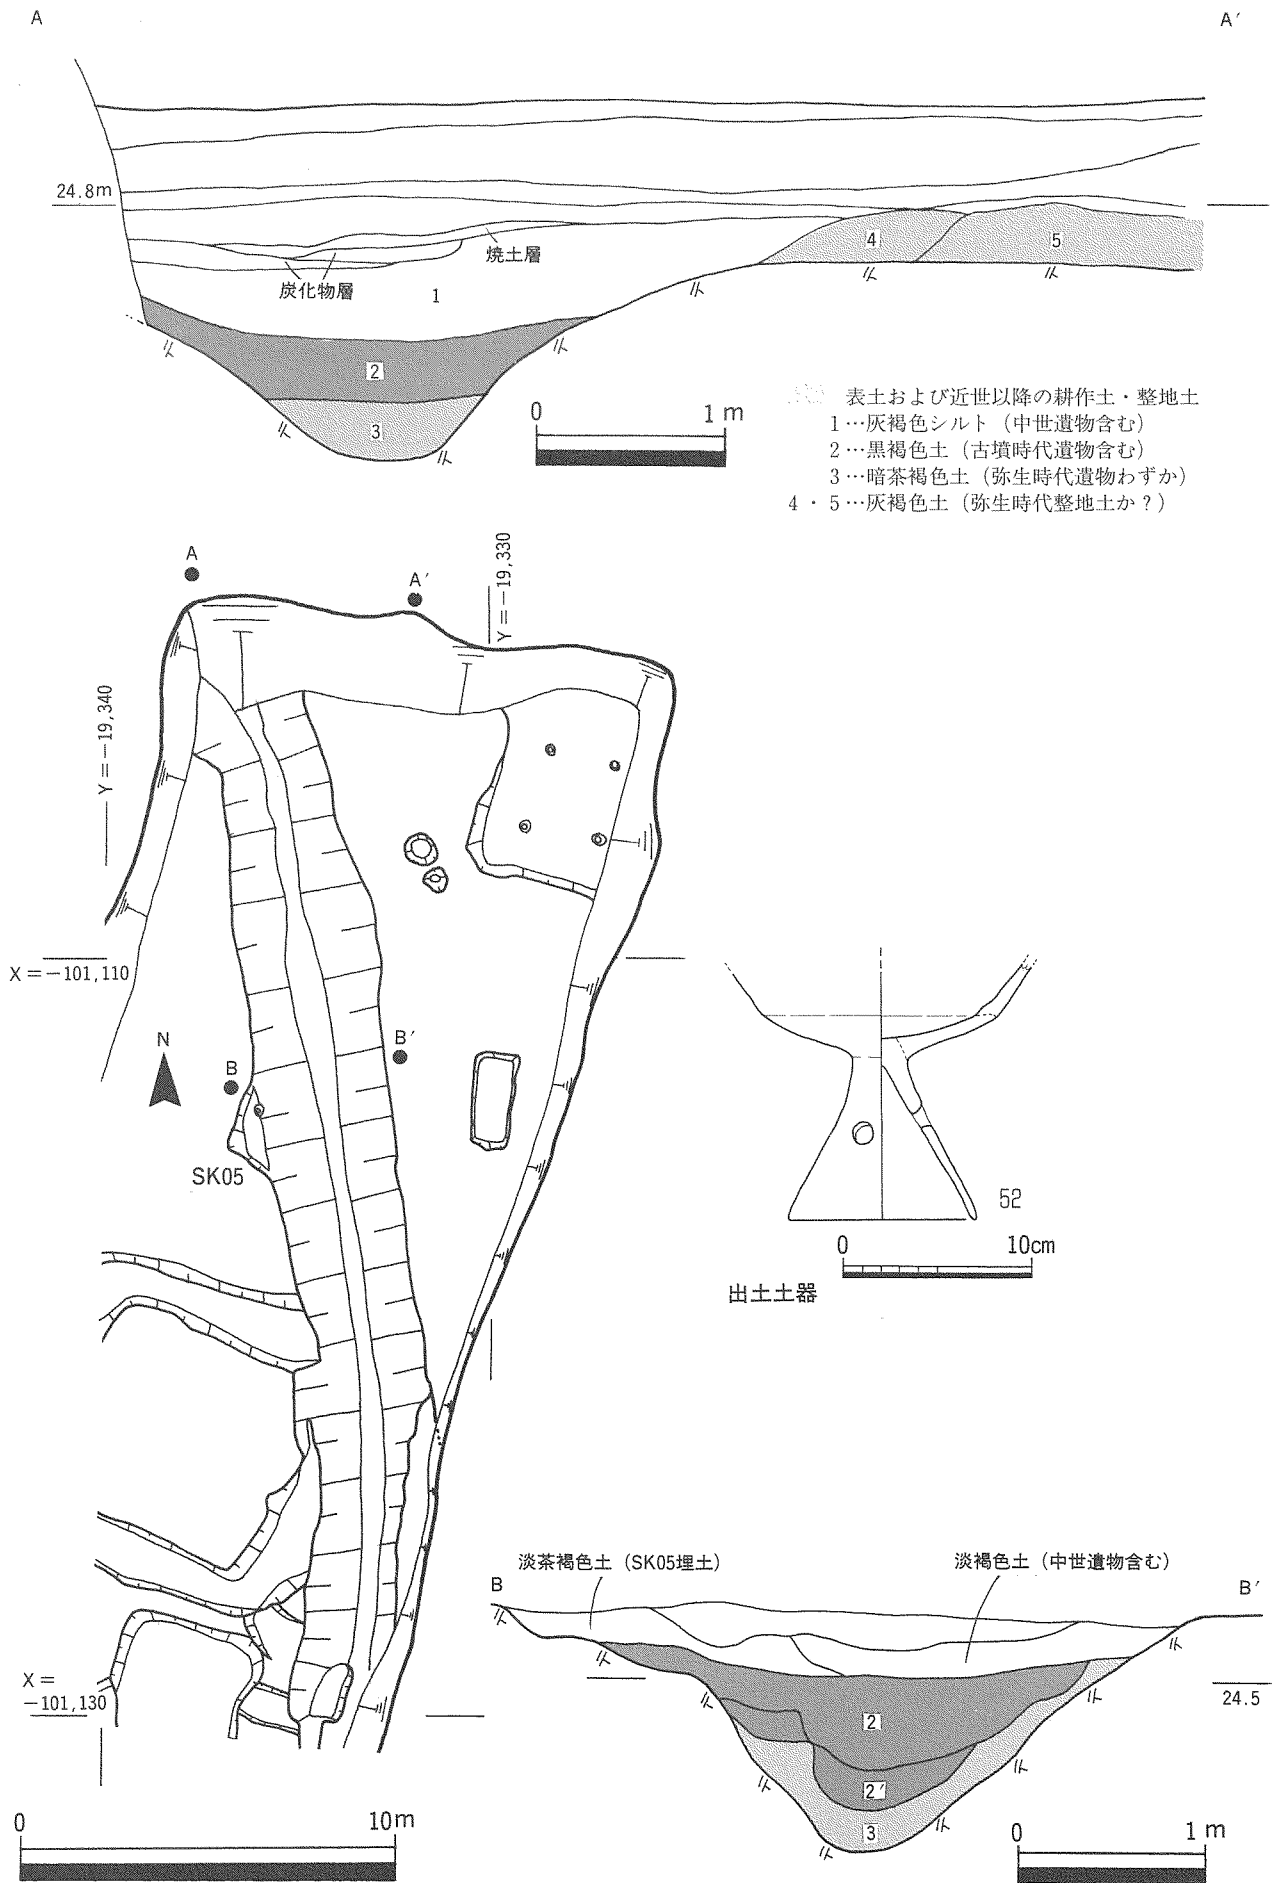 A
A′
24.8m
焼土層
炭化物層
1
2
3
4
5
0 1 m
表土および近世以降の耕作土・整地土
1…灰褐色シルト（中世遺物含む）
2…黒褐色土（古墳時代遺物含む）
3…暗茶褐色土（弥生時代遺物わずか）
4・5…灰褐色土（弥生時代整地土か？）
A
A′
Y=−19,330
Y=−19,340
X=−101,110
N
B
B′
SK05
52
0 10cm
出土土器
X=
−101,130
0 10m
淡茶褐色土（SK05埋土）
淡褐色土（中世遺物含む）
B
B′
24.5
2
2′
3
0 1 m